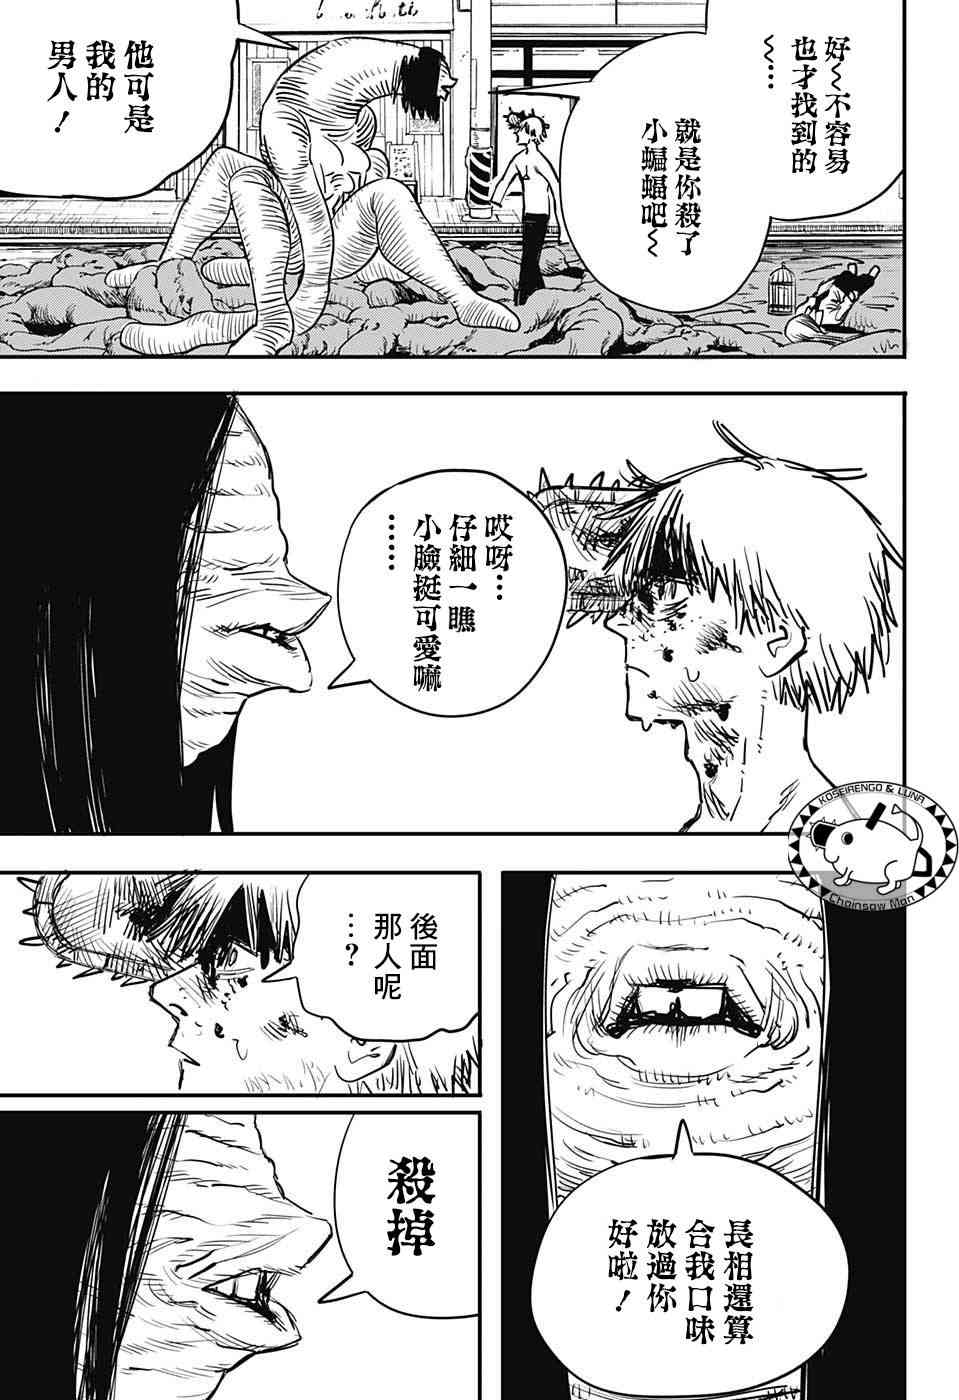 好～不容易
也才找到的
～……
就是你殺了
小蝙蝠吧～
他可是
我的
男人！
哎呀…
仔細一瞧
小臉挺可愛嘛
……
長相還算
合我口味
放過你
好啦！
後面
那人呢
…?
殺掉
KOSEIRENGO & LUNA
Chainsaw Man